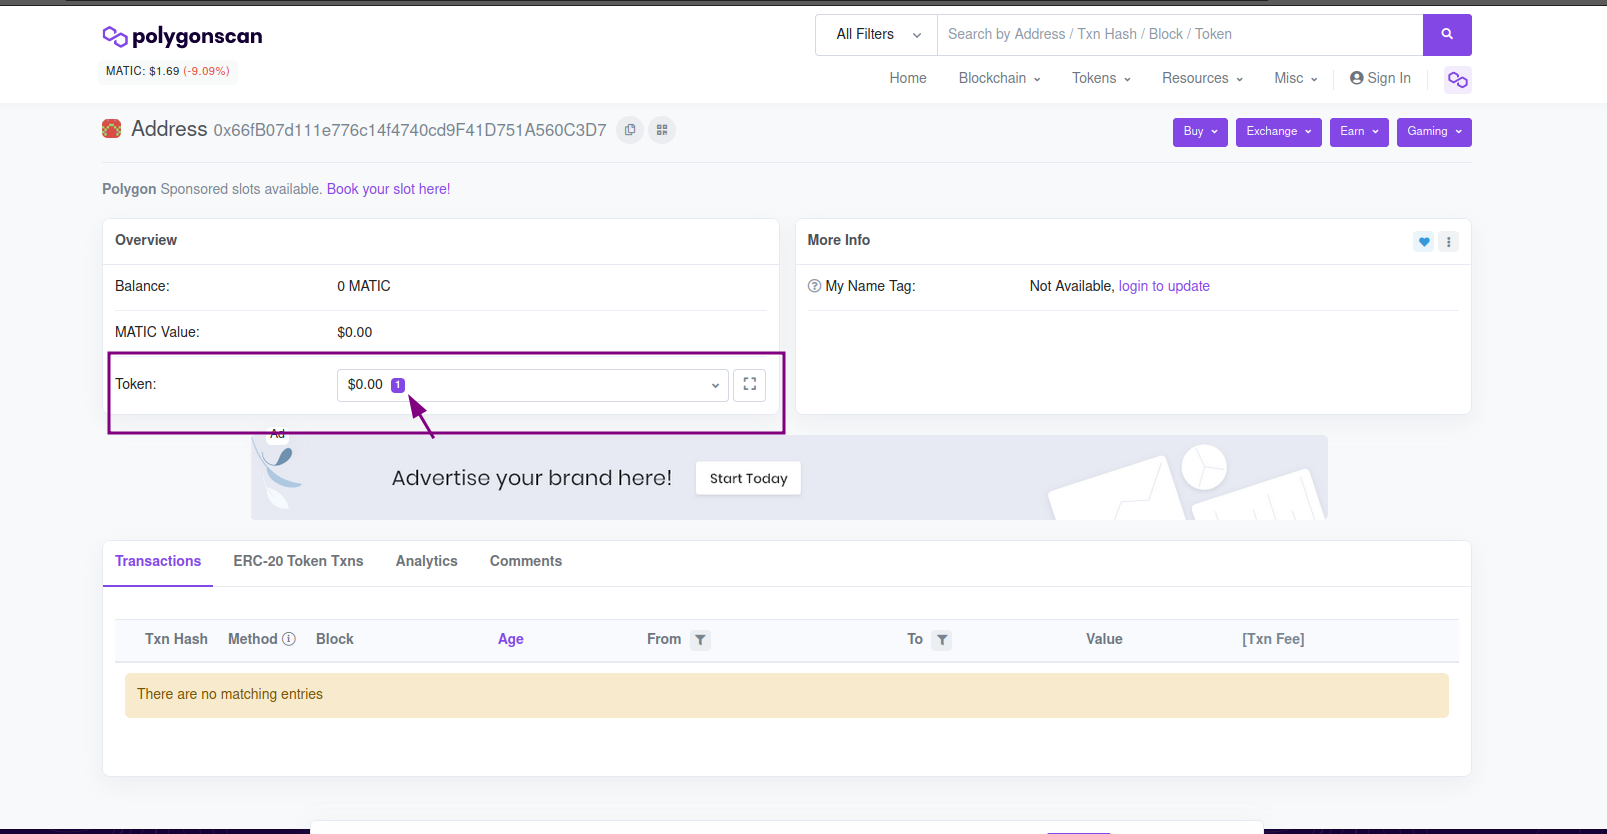 polygonscan
All Filters
Search by Address / Txn Hash / Block / Token
MATIC: $1.69 (-9.09%)
Home Blockchain Tokens Resources Misc Sign In
Address 0x66fB07d111e776c14f4740cd9F41D751A560C3D7
Buy Exchange Earn Gaming
Polygon Sponsored slots available. Book your slot here!
Overview
Balance: 0 MATIC
MATIC Value: $0.00
Token: $0.00 1
More Info
My Name Tag: Not Available, login to update
Ad
Advertise your brand here! Start Today
Transactions ERC-20 Token Txns Analytics Comments
Txn Hash Method Block Age From To Value [Txn Fee]
There are no matching entries